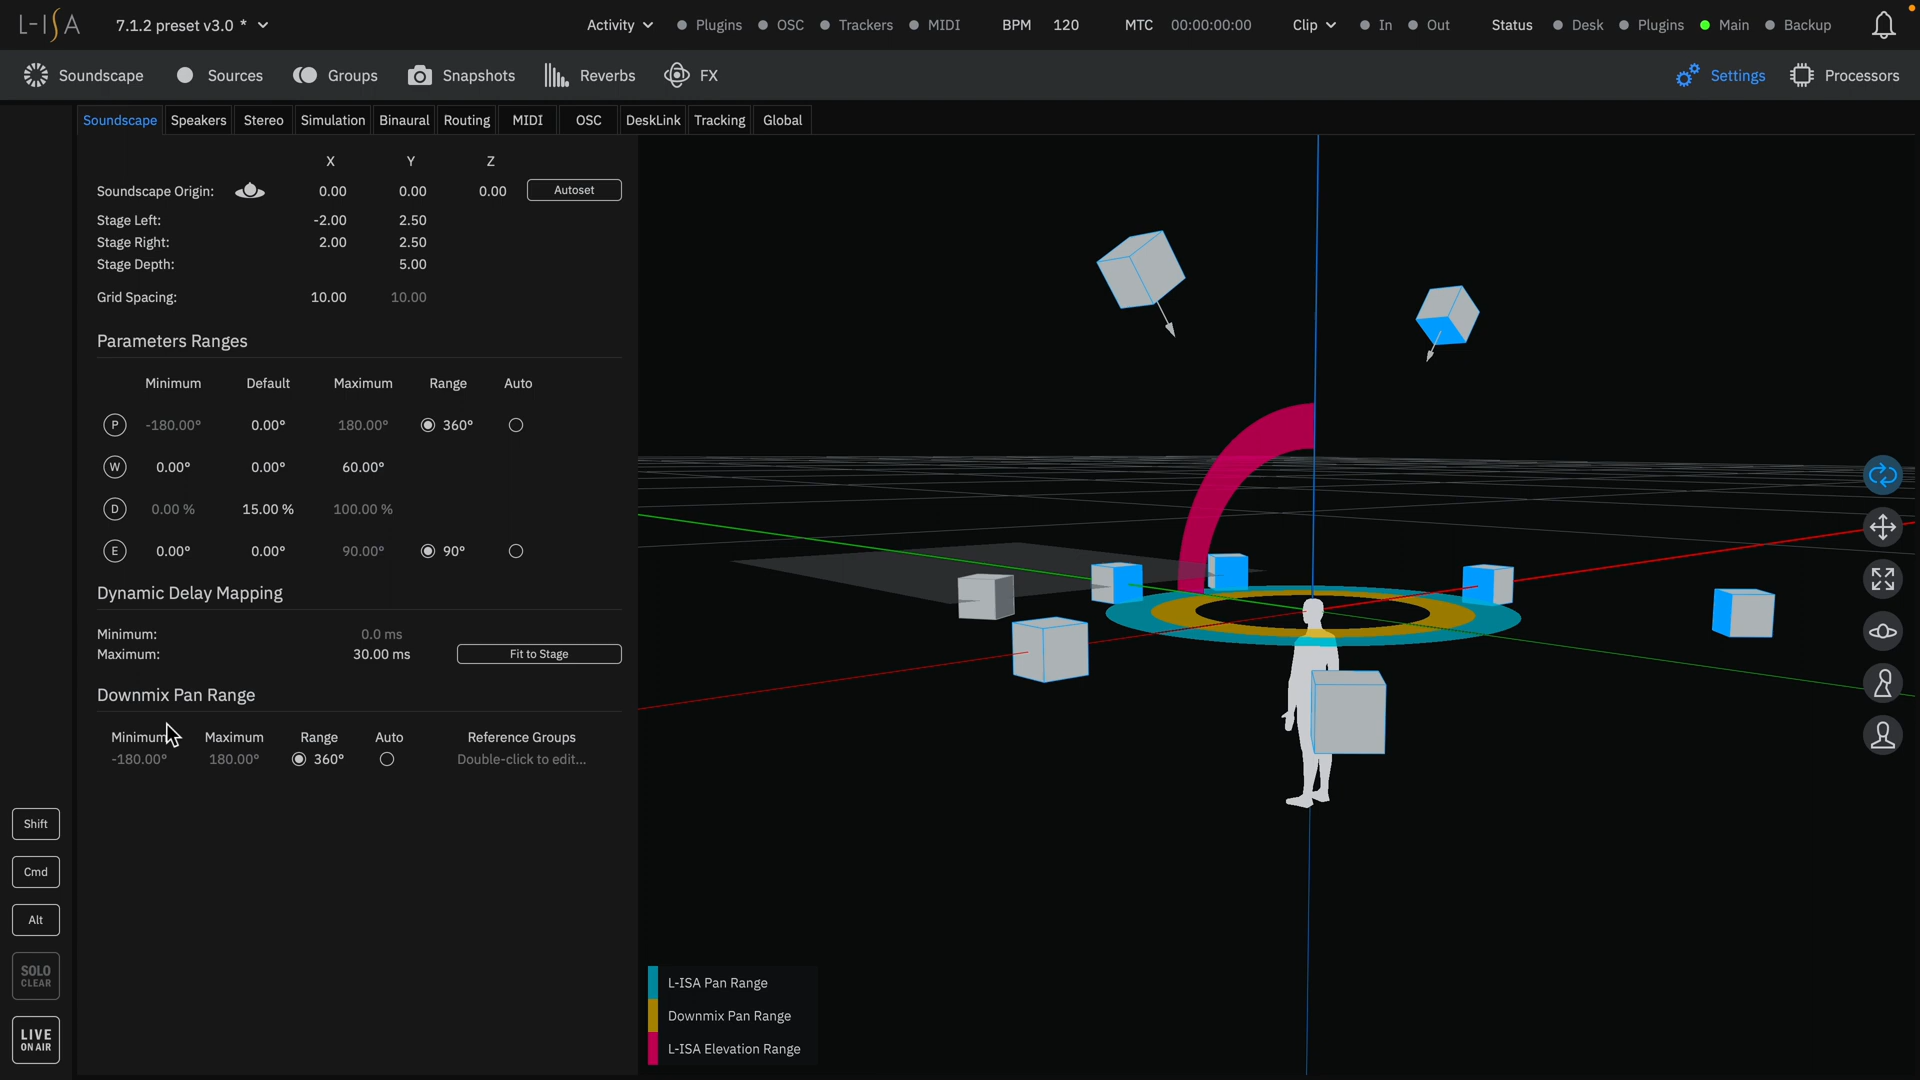 L-ISA 7.1.2 preset v3.0 * Activity Plugins OSC Trackers MIDI BPM 120 MTC 00:00:00:00 Clip In Out Status Desk Plugins Main Backup
Soundscape Sources Groups Snapshots Reverbs FX Settings Processors
Soundscape Speakers Stereo Simulation Binaural Routing MIDI OSC DeskLink Tracking Global
X Y Z
Soundscape Origin: 0.00 0.00 0.00 Autoset
Stage Left: -2.00 2.50
Stage Right: 2.00 2.50
Stage Depth: 5.00
Grid Spacing: 10.00 10.00
Parameters Ranges
Minimum Default Maximum Range Auto
P -180.00° 0.00° 180.00° 360°
W 0.00° 0.00° 60.00°
D 0.00 % 15.00 % 100.00 %
E 0.00° 0.00° 90.00° 90°
Dynamic Delay Mapping
Minimum: 0.0 ms
Maximum: 30.00 ms Fit to Stage
Downmix Pan Range
Minimum Maximum Range Auto Reference Groups
-180.00° 180.00° 360° Double-click to edit...
Shift
Cmd
Alt
SOLO
CLEAR
LIVE
ON AIR
L-ISA Pan Range
Downmix Pan Range
L-ISA Elevation Range